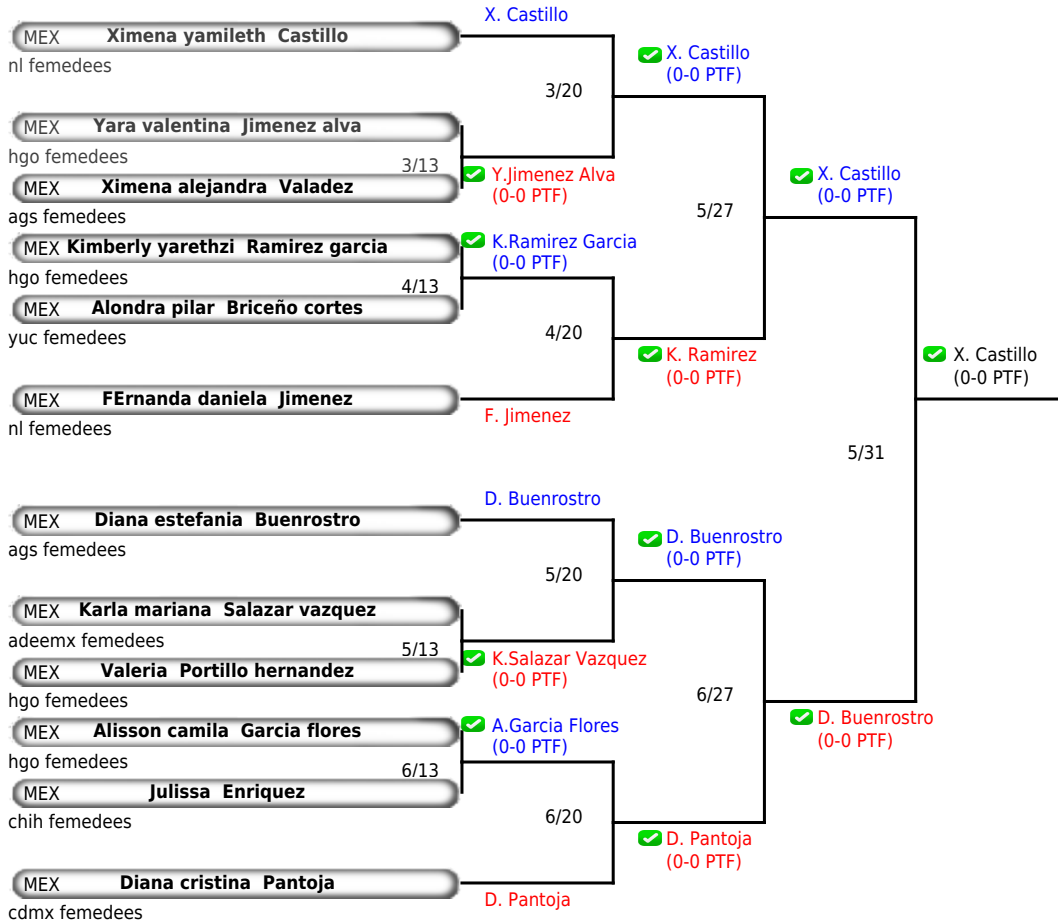 X. Castillo
MEX Ximena yamileth Castillo
nl femedees
X. Castillo
(0-0 PTF)
3/20
MEX Yara valentina Jimenez alva
hgo femedees
3/13
Y.Jimenez Alva
(0-0 PTF)
MEX Ximena alejandra Valadez
ags femedees
X. Castillo
(0-0 PTF)
5/27
MEX Kimberly yarethzi Ramirez garcia
hgo femedees
K.Ramirez Garcia
(0-0 PTF)
4/13
MEX Alondra pilar Briceño cortes
yuc femedees
4/20
K. Ramirez
(0-0 PTF)
X. Castillo
(0-0 PTF)
MEX FErnanda daniela Jimenez
nl femedees
F. Jimenez
5/31
D. Buenrostro
MEX Diana estefania Buenrostro
ags femedees
D. Buenrostro
(0-0 PTF)
5/20
MEX Karla mariana Salazar vazquez
adeemx femedees
5/13
K.Salazar Vazquez
(0-0 PTF)
MEX Valeria Portillo hernandez
hgo femedees
6/27
D. Buenrostro
(0-0 PTF)
MEX Alisson camila Garcia flores
hgo femedees
A.Garcia Flores
(0-0 PTF)
6/13
MEX Julissa Enriquez
chih femedees
6/20
D. Pantoja
(0-0 PTF)
MEX Diana cristina Pantoja
cdmx femedees
D. Pantoja